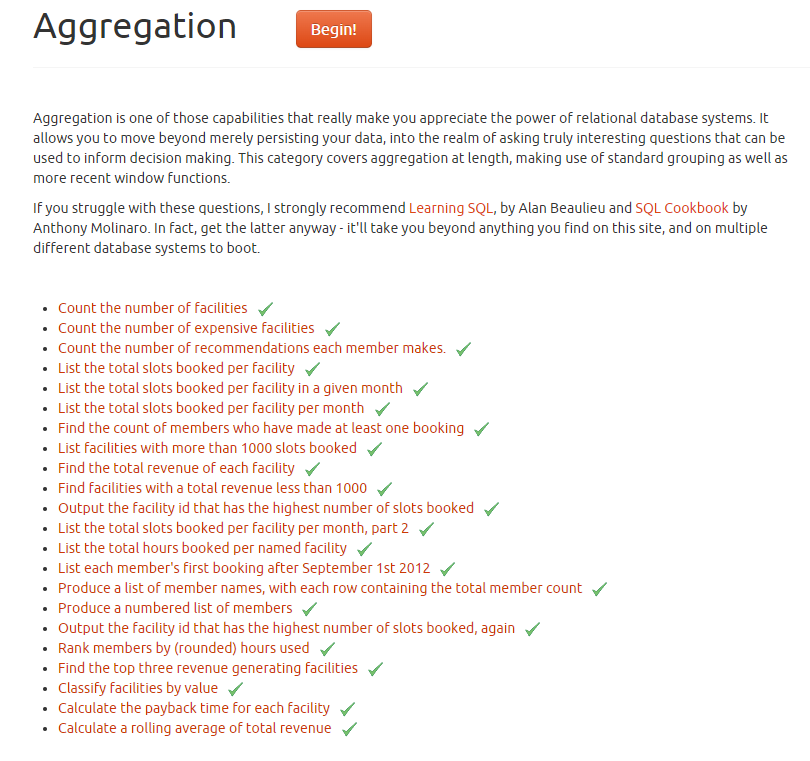 Aggregation
Begin!
Aggregation is one of those capabilities that really make you appreciate the power of relational database systems. It
allows you to move beyond merely persisting your data, into the realm of asking truly interesting questions that can be
used to inform decision making. This category covers aggregation at length, making use of standard grouping as well as
more recent window functions.
If you struggle with these questions, I strongly recommend Learning SQL, by Alan Beaulieu and SQL Cookbook by
Anthony Molinaro. In fact, get the latter anyway - it'll take you beyond anything you find on this site, and on multiple
different database systems to boot.
Count the number of facilities
Count the number of expensive facilities
Count the number of recommendations each member makes.
List the total slots booked per facility
List the total slots booked per facility in a given month
List the total slots booked per facility per month
Find the count of members who have made at least one booking
List facilities with more than 1000 slots booked
Find the total revenue of each facility
Find facilities with a total revenue less than 1000
Output the facility id that has the highest number of slots booked
List the total slots booked per facility per month, part 2
List the total hours booked per named facility
List each member's first booking after September 1st 2012
Produce a list of member names, with each row containing the total member count
Produce a numbered list of members
Output the facility id that has the highest number of slots booked, again
Rank members by (rounded) hours used
Find the top three revenue generating facilities
Classify facilities by value
Calculate the payback time for each facility
Calculate a rolling average of total revenue